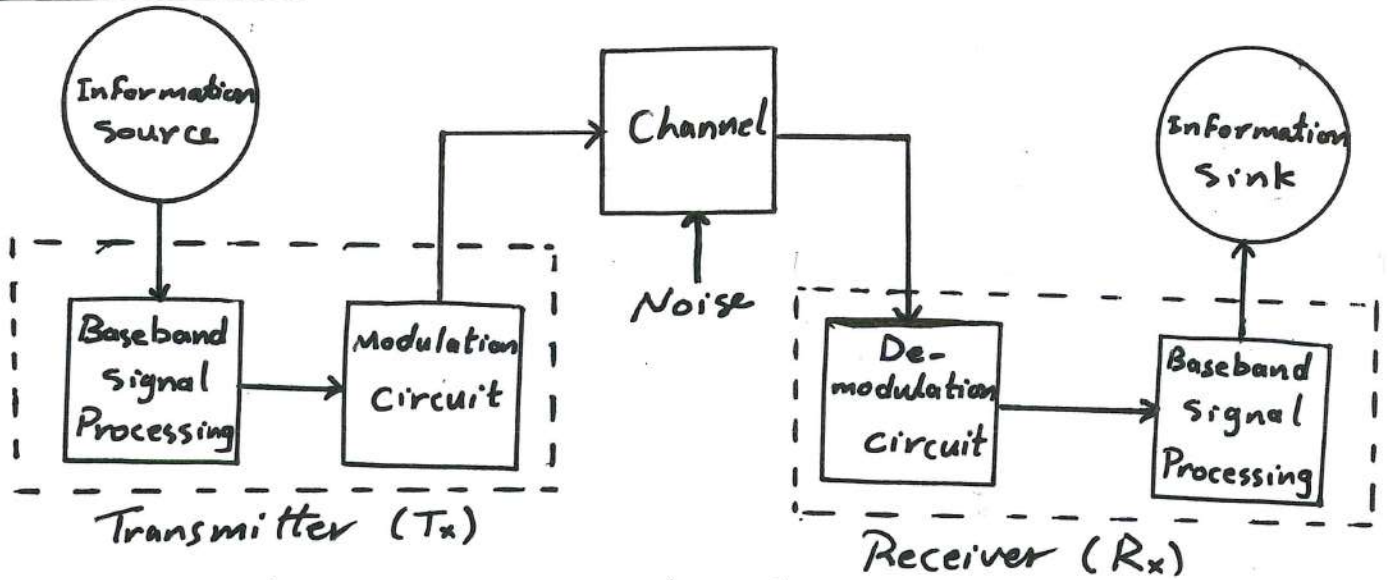 Information
Source
Baseband
Signal
Processing
Modulation
Circuit
Transmitter (Tx)
Channel
Noise
De-
modulation
Circuit
Baseband
Signal
Processing
Receiver (Rx)
Information
Sink